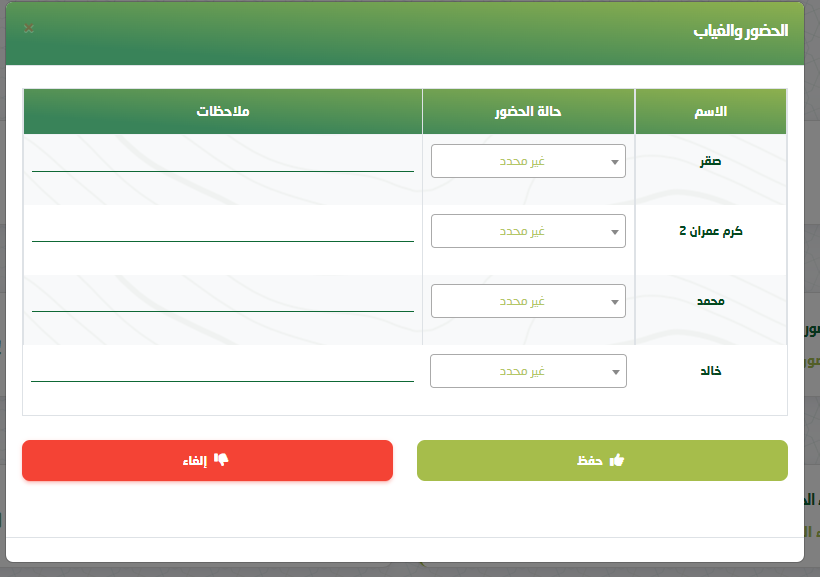 الحضور والغياب
×
الاسم حالة الحضور ملاحظات
صقر غير محدد
كرم عمران 2 غير محدد
محمد غير محدد
خالد غير محدد
حفظ إلغاء